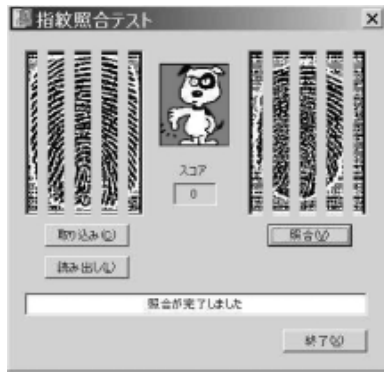 指紋照合テスト
スコア
0
取り込み(C)
照合(V)
読み出し(L)
照合が完了しました
終了(X)